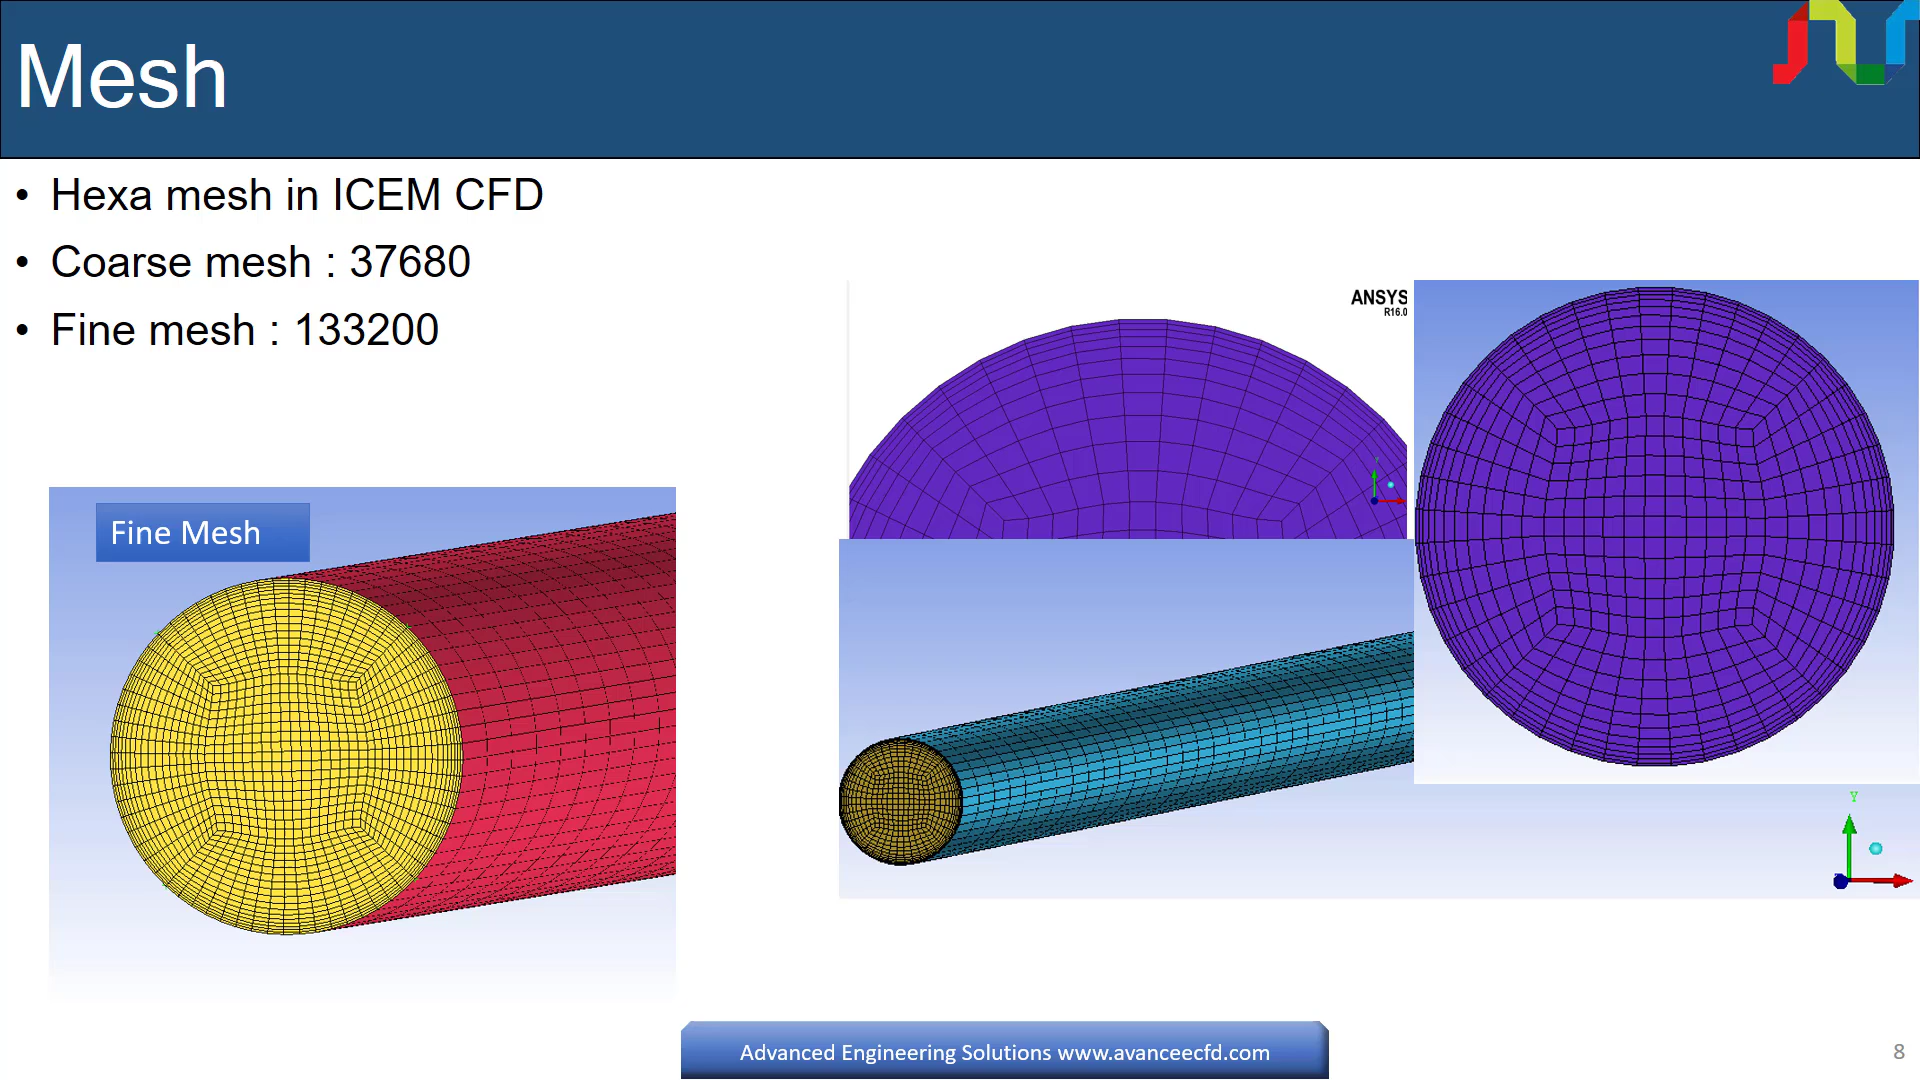 Mesh
• Hexa mesh in ICEM CFD
• Coarse mesh : 37680
• Fine mesh : 133200
ANSYS
R16.0
Fine Mesh
Y
Advanced Engineering Solutions www.avanceecfd.com
8